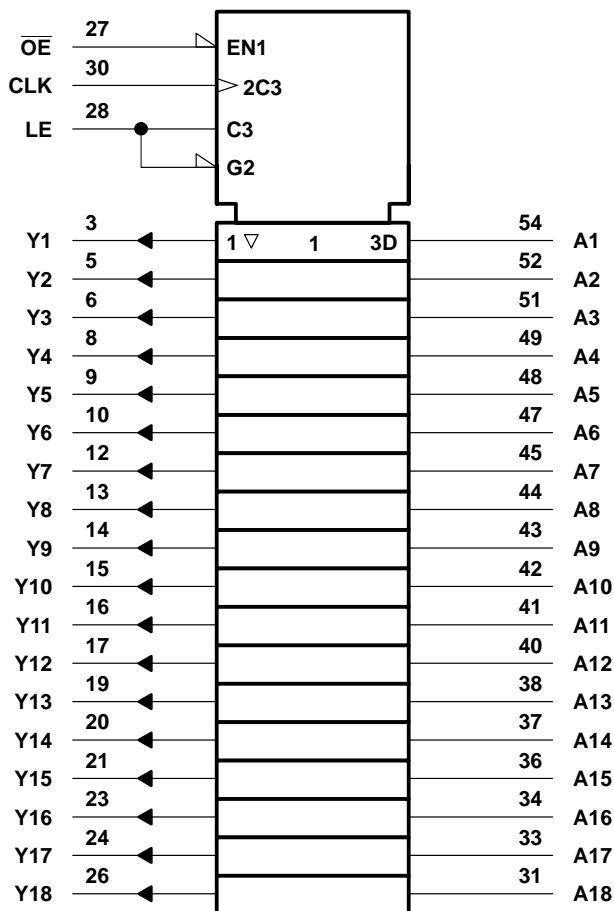 OE 27 EN1
CLK 30 2C3
LE 28 C3
G2
Y1 3 1 ▽ 1 3D 54 A1
Y2 5 52 A2
Y3 6 51 A3
Y4 8 49 A4
Y5 9 48 A5
Y6 10 47 A6
Y7 12 45 A7
Y8 13 44 A8
Y9 14 43 A9
Y10 15 42 A10
Y11 16 41 A11
Y12 17 40 A12
Y13 19 38 A13
Y14 20 37 A14
Y15 21 36 A15
Y16 23 34 A16
Y17 24 33 A17
Y18 26 31 A18